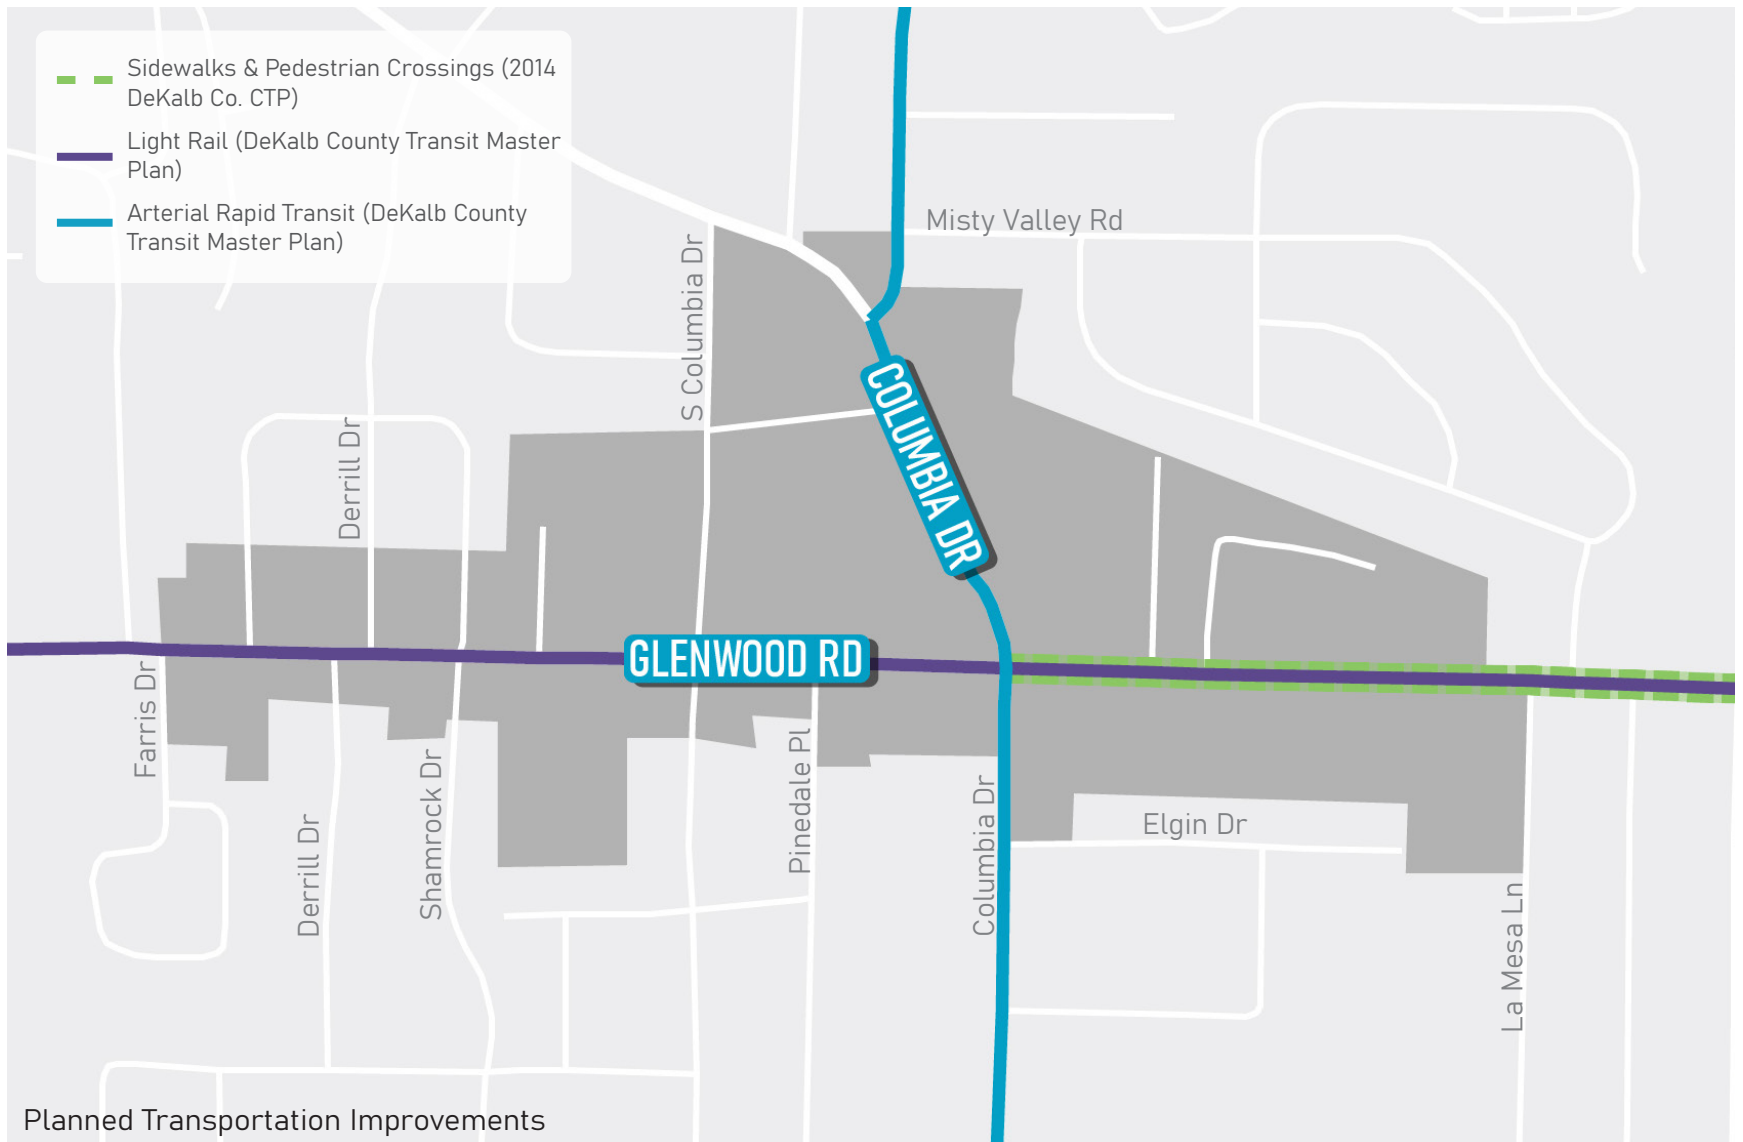 Sidewalks & Pedestrian Crossings (2014
DeKalb Co. CTP)
Light Rail (DeKalb County Transit Master
Plan)
Arterial Rapid Transit (DeKalb County
Transit Master Plan)
Misty Valley Rd
S Columbia Dr
COLUMBIA DR
Derrill Dr
GLENWOOD RD
Farris Dr
Derrill Dr
Shamrock Dr
Pinedale Pl
Columbia Dr
Elgin Dr
La Mesa Ln
Planned Transportation Improvements